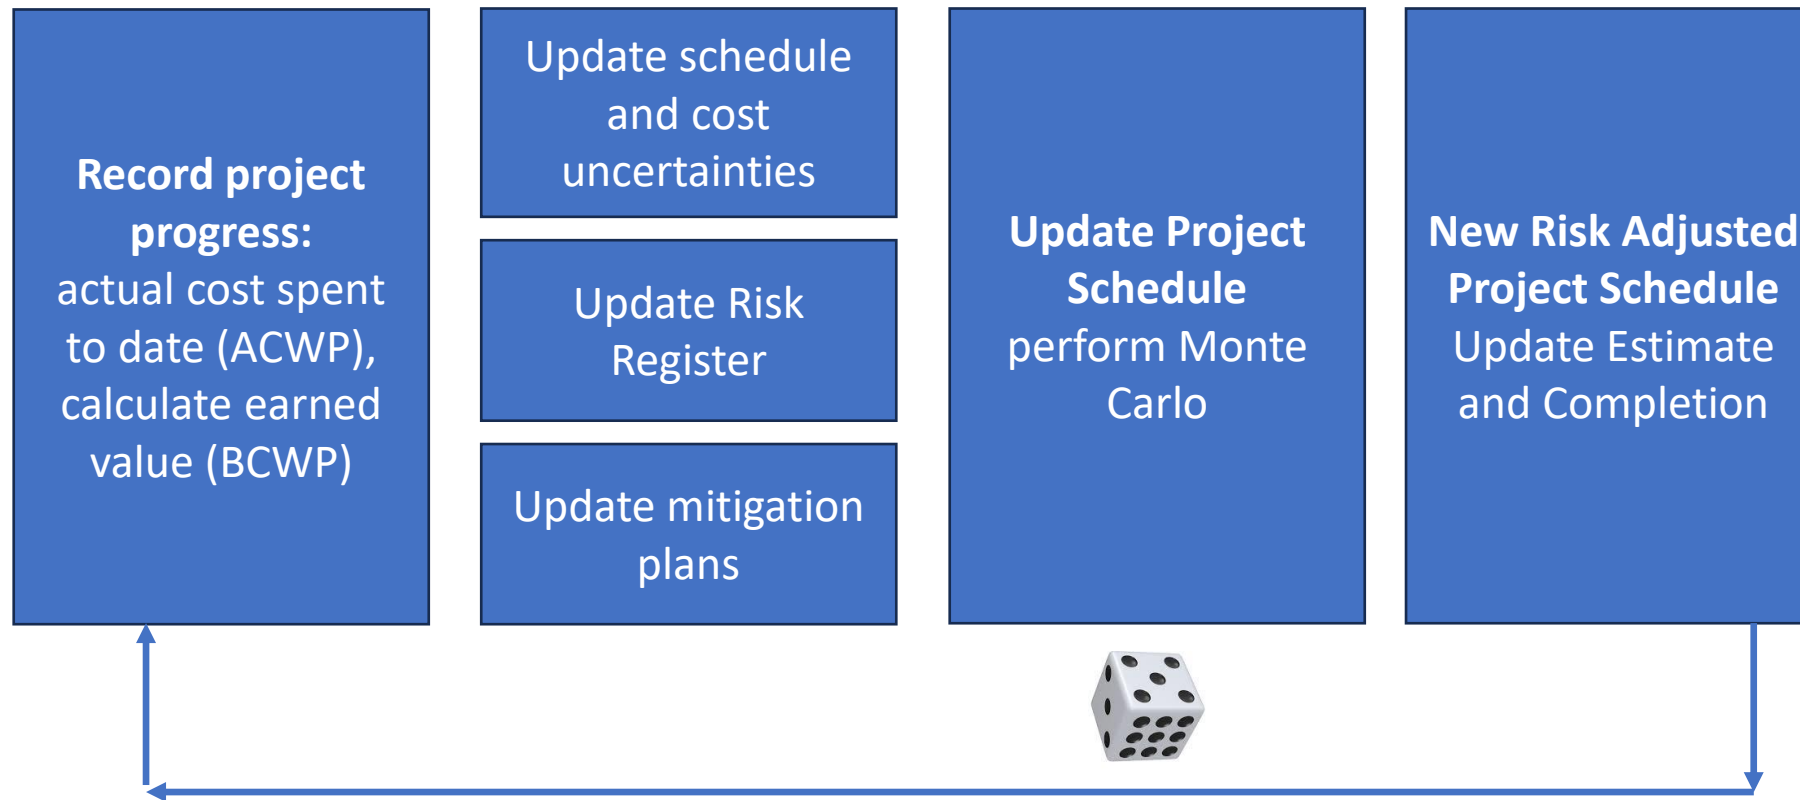 Record project
progress:
actual cost spent
to date (ACWP),
calculate earned
value (BCWP)
Update schedule
and cost
uncertainties
Update Risk
Register
Update mitigation
plans
Update Project
Schedule
perform Monte
Carlo
New Risk Adjusted
Project Schedule
Update Estimate
and Completion